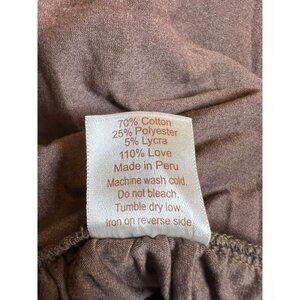 70% Cotton
25% Polyester
5% Lycra
110% Love
Made in Peru
Machine wash cold.
Do not bleach.
Tumble dry low.
Iron on reverse side